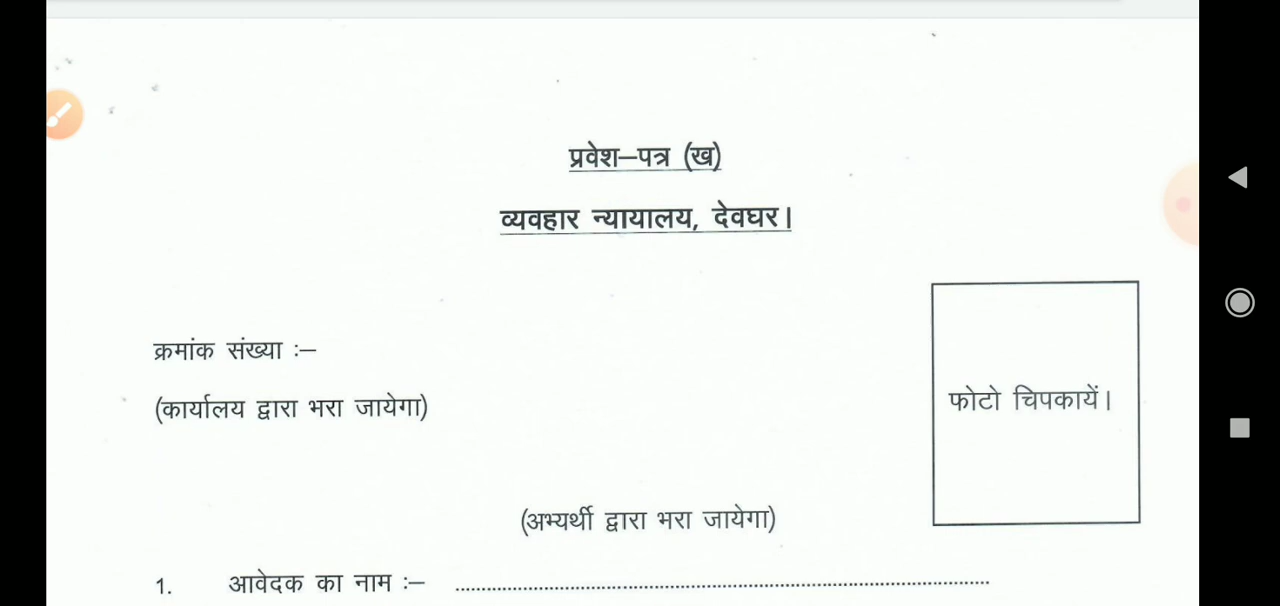 प्रवेश–पत्र (ख)
व्यवहार न्यायालय, देवघर।
क्रमांक संख्या :–
(कार्यालय द्वारा भरा जायेगा)
फोटो चिपकायें।
(अभ्यर्थी द्वारा भरा जायेगा)
1. आवेदक का नाम :– ........................................................................................................